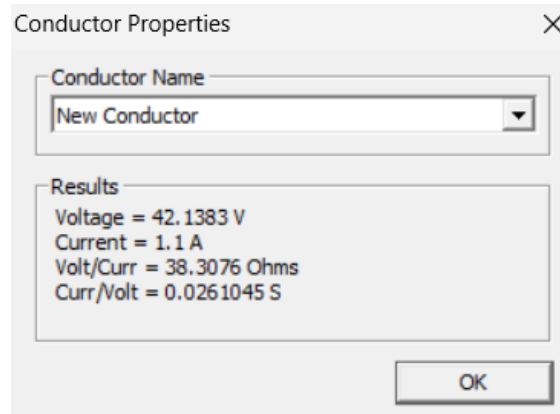 Conductor Properties
Conductor Name
New Conductor
Results
Voltage = 42.1383 V
Current = 1.1 A
Volt/Curr = 38.3076 Ohms
Curr/Volt = 0.0261045 S
OK